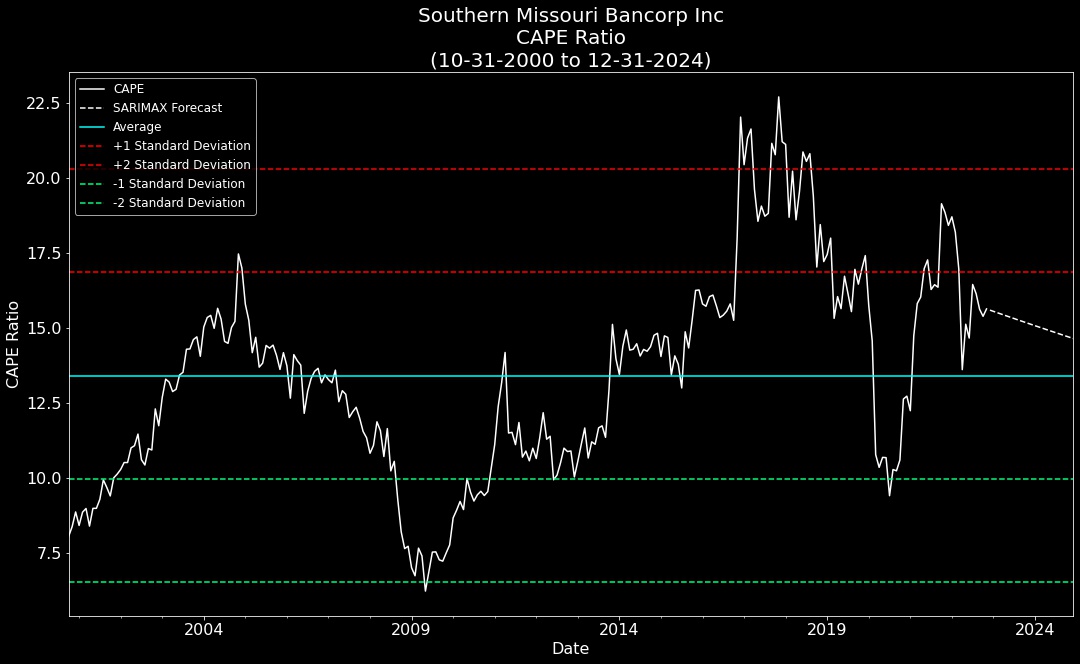 Southern Missouri Bancorp Inc
CAPE Ratio
(10-31-2000 to 12-31-2024)
CAPE
SARIMAX Forecast
Average
+1 Standard Deviation
+2 Standard Deviation
-1 Standard Deviation
-2 Standard Deviation
22.5
20.0
17.5
15.0
12.5
10.0
7.5
CAPE Ratio
2004
2009
2014
2019
2024
Date